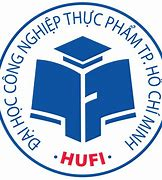 ĐẠI HỌC CÔNG NGHIỆP THỰC PHẨM TP. HỒ CHÍ MINH
· HUFI ·